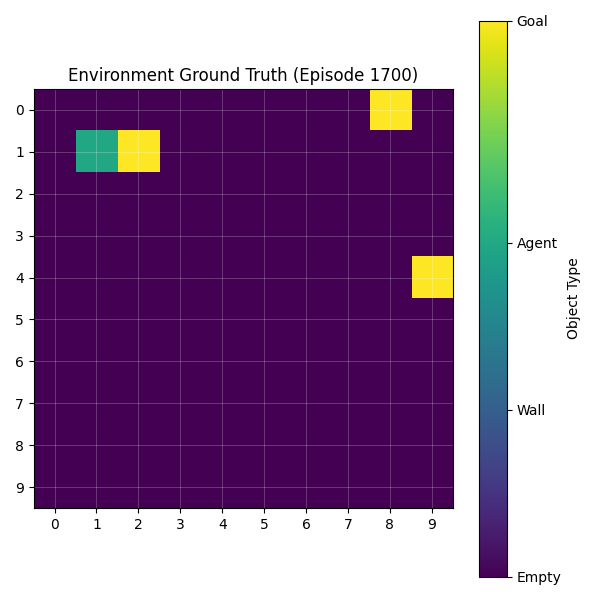 Environment Ground Truth (Episode 1700)
0
1
2
3
4
5
6
7
8
9
0 1 2 3 4 5 6 7 8 9
Goal
Agent
Wall
Empty
Object Type